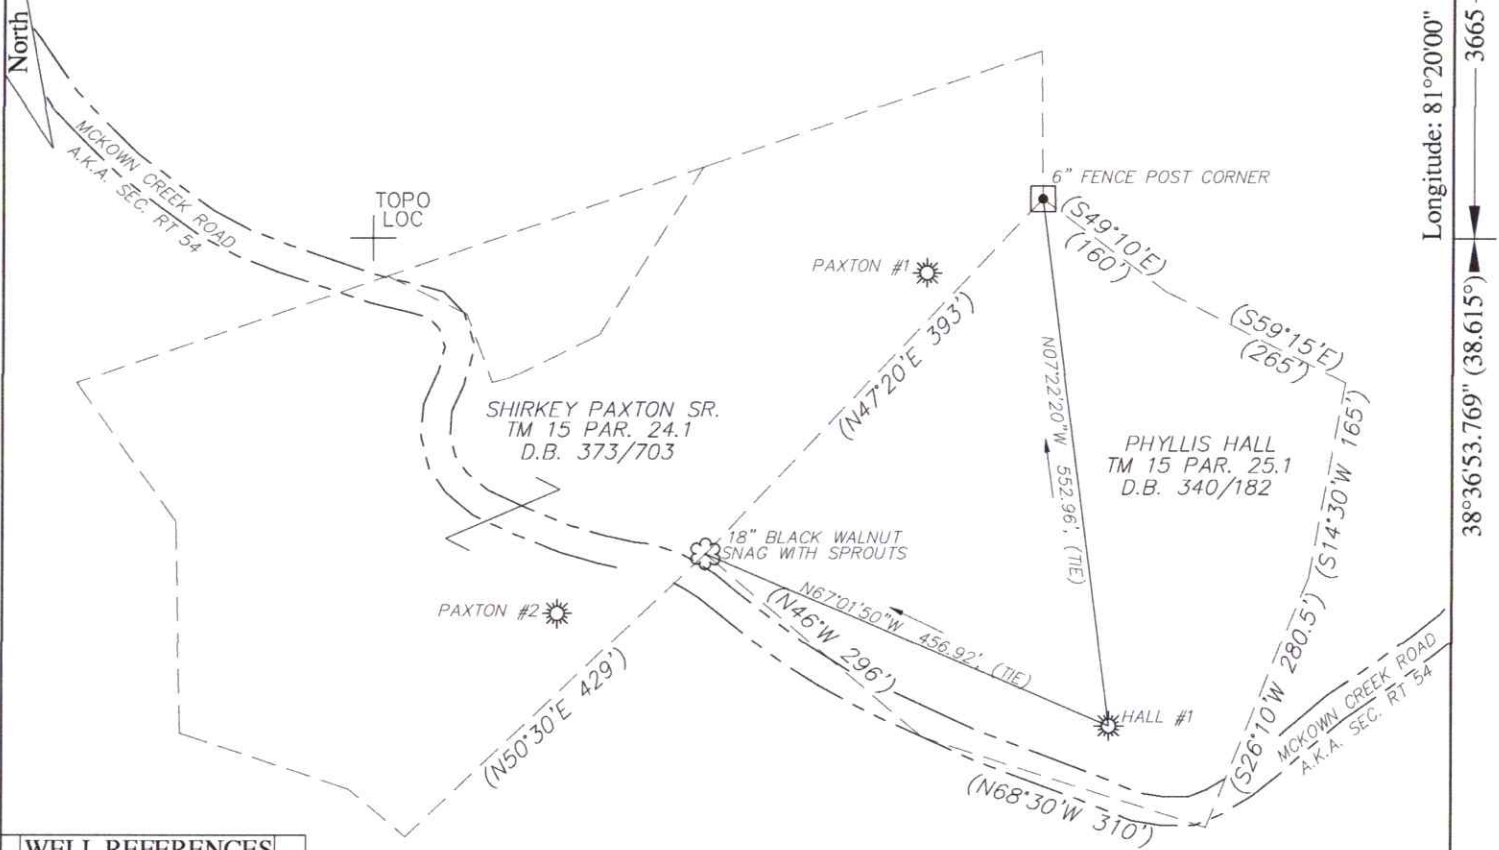 North
Longitude: 81°20'00"
3665
38°36'53.769" (38.615°)
MCKOWN CREEK ROAD
A.K.A. SEC. RT 54
TOPO
LOC
6" FENCE POST CORNER
(S49°10'E)
(160')
PAXTON #1
(S59°15'E)
(265')
(N47°20'E 393')
N07°22'20"W 552.96', (TIE)
SHIRKEY PAXTON SR.
TM 15 PAR. 24.1
D.B. 373/703
PHYLLIS HALL
TM 15 PAR. 25.1
D.B. 340/182
(S14°30'W 165')
18" BLACK WALNUT
SNAG WITH SPROUTS
PAXTON #2
N67°01'50"W 456.92', (TIE)
(N46°W 296')
(S26°10'W 280.5')
(N50°30'E 429')
HALL #1
MCKOWN CREEK ROAD
A.K.A. SEC. RT 54
(N68°30'W 310')
WELL REFERENCES